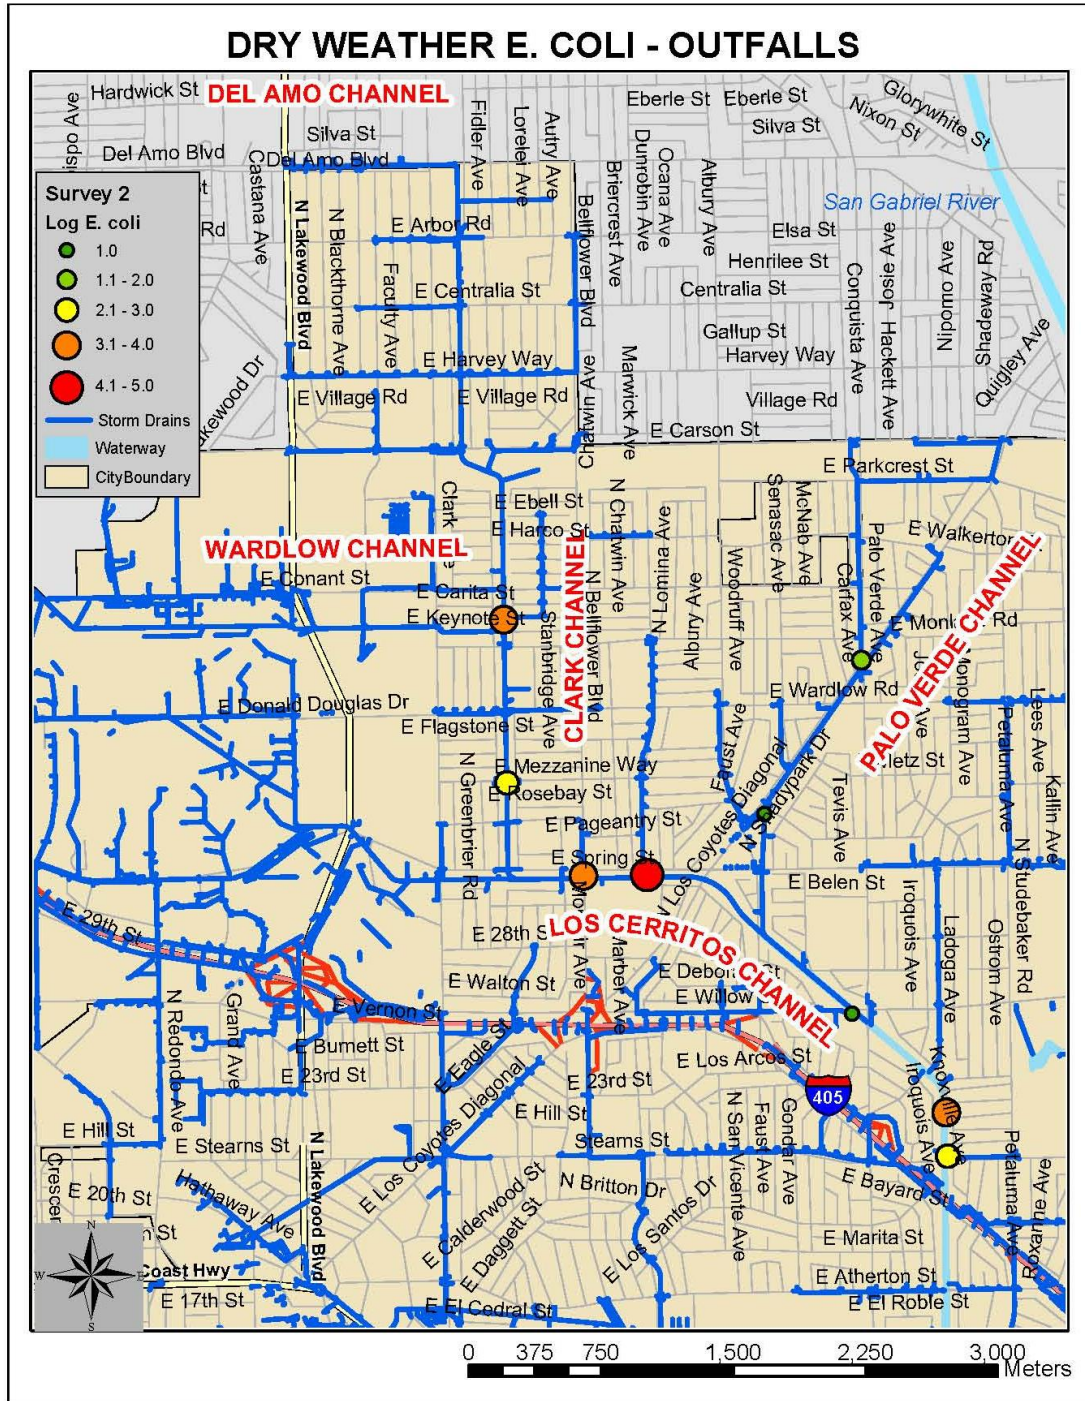 DRY WEATHER E. COLI - OUTFALLS
Hardwick St
DEL AMO CHANNEL
Fidler Ave
Lorelei Ave
Autry Ave
Eberle St
Eberle St
Glorywhite St
Nixon St
Silva St
Silva St
Del Amo Blvd
Del Amo Blvd
Castana Ave
Dunrobin Ave
Ocana Ave
Albury Ave
Briercrest Ave
San Gabriel River
Survey 2
Log E. coli
1.0
1.1 - 2.0
2.1 - 3.0
3.1 - 4.0
4.1 - 5.0
Storm Drains
Waterway
CityBoundary
Rd
N Lakewood Blvd
N Blackthorne Ave
Faculty Ave
E Arbor Rd
Bellflower Blvd
Elsa St
Henrilee St
Centralia St
E Centralia St
Conquista Ave
Josie Ave
Hackett Ave
Nipomo Ave
Shadeway Rd
Quigley Ave
Gallup St
Harvey Way
E Harvey Way
Marwick Ave
Chatwin Ave
E Village Rd
E Village Rd
Village Rd
E Carson St
E Parkcrest St
E Ebell St
E Harco St
N Chatwin Ave
N Lomina Ave
Senasac Ave
McNab Ave
Woodruff Ave
WARDLOW CHANNEL
CLARK CHANNEL
PALO VERDE CHANNEL
E Conant St
E Carita St
E Keynote St
Stanbridge Ave
N Bellflower Blvd
Albury Ave
Carfax Ave
Palo Verde Ave
E Wardlow Rd
Monogram Ave
Lees Ave
Petaluma Ave
Kallin Ave
E Donald Douglas Dr
E Flagstone St
Faust Ave
E Mezzanine Way
E Rosebay St
N Greenbrier Rd
E Pageantry St
N Los Coyotes Diagonal
N Shadypark Dr
Tevis Ave
E Spring St
E Belen St
N Studebaker Rd
Iroquois Ave
Ladoga Ave
Ostrom Ave
E 29th St
LOS CERRITOS CHANNEL
E Walton St
Marber Ave
N Redondo Ave
Grand Ave
E Vernon St
E Burnett St
E 23rd St
E Eagle St
E Los Arcos St
405
Knoxville Ave
Iroquois Ave
E 23rd St
E Hill St
E Hill St
E Stearns St
Stearns St
N San Vicente Ave
Faust Ave
Gondar Ave
E Los Coyotes Diagonal
E 20th St
Hathaway Ave
N Lakewood Blvd
E Calderwood St
E Daggett St
N Britton Dr
E Los Santos Dr
E Bayard St
E Marita St
Petaluma Ave
Roxanne Ave
Coast Hwy
E 17th St
E El Cedral St
E Atherton St
E El Roble St
N
W
E
S
0 375 750 1,500 2,250 3,000
Meters